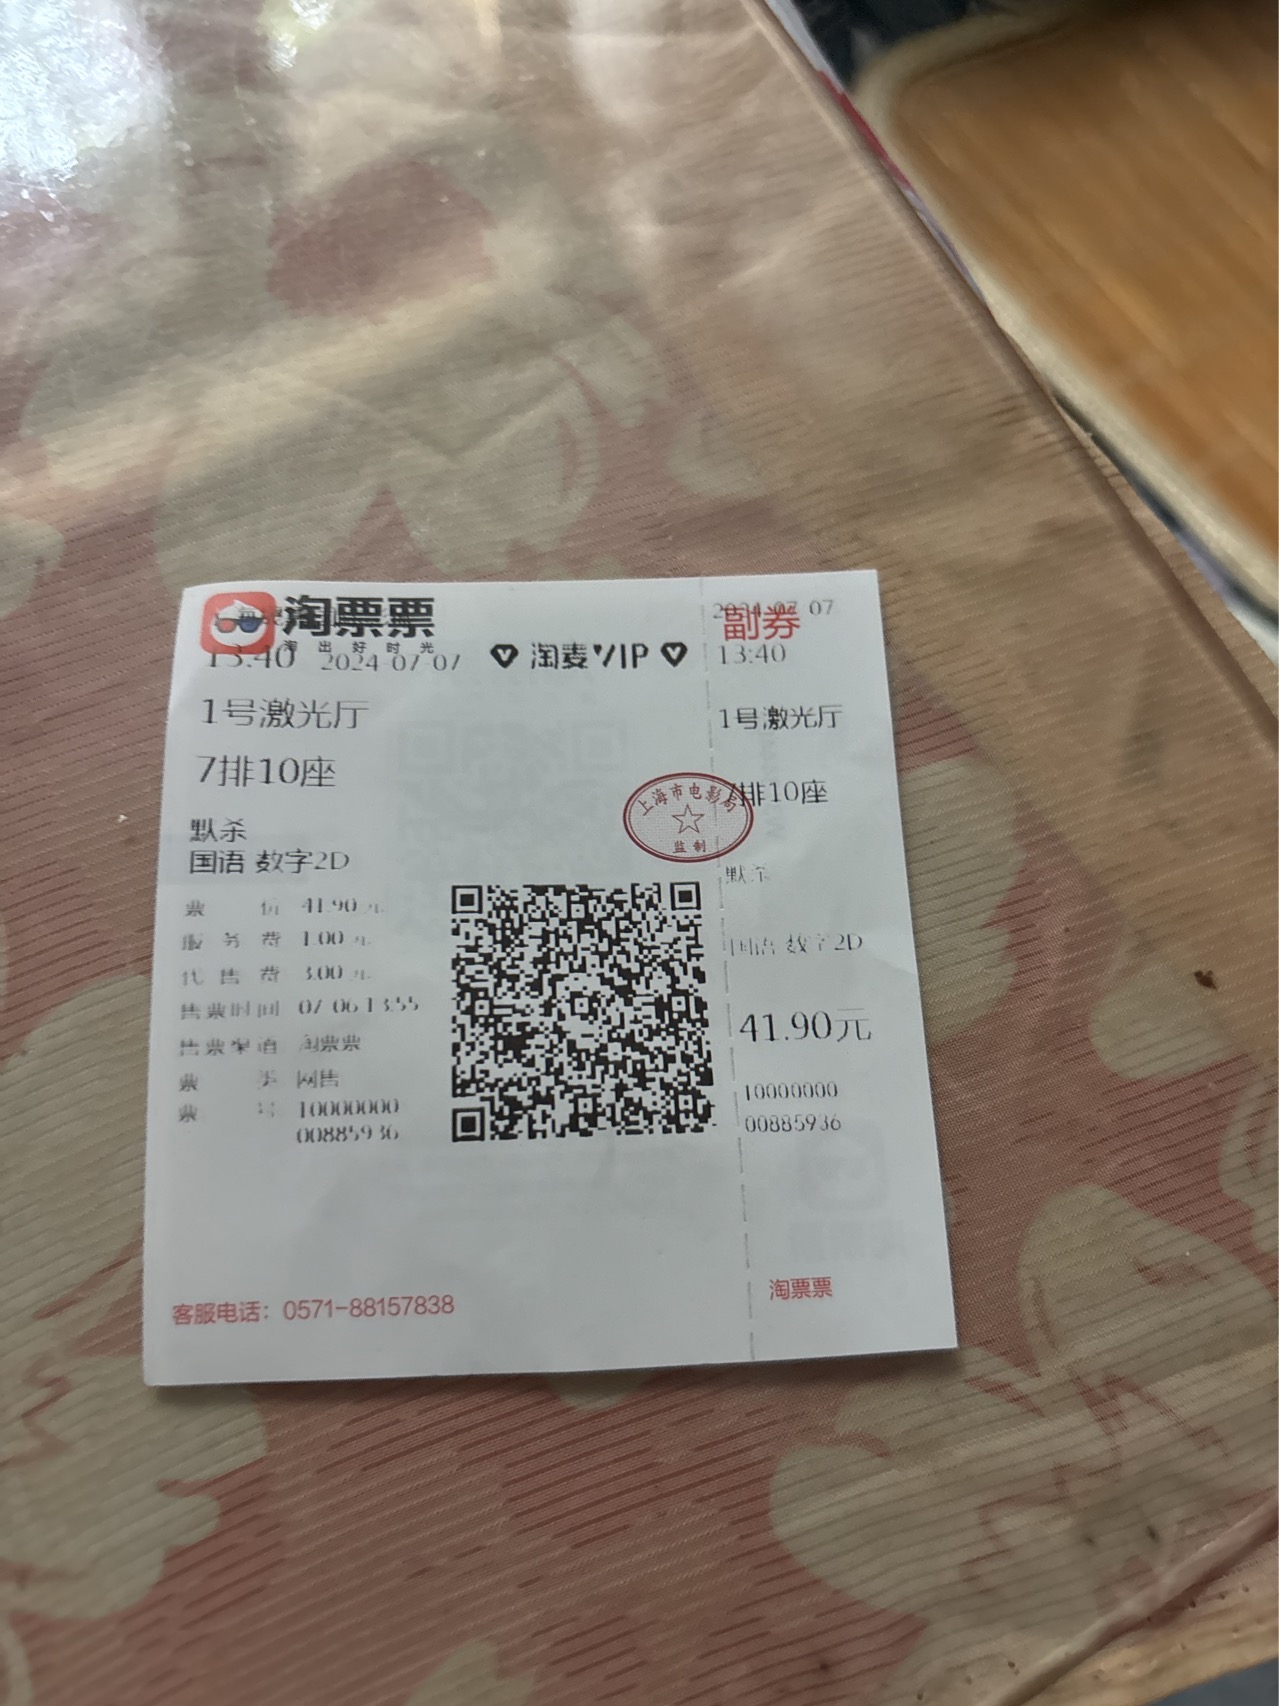 淘票票
淘出好时光
13:40 2024-07-07
淘麦VIP
1号激光厅
7排10座
默杀
国语 数字2D
票价 41.90元
服务费 1.00元
代售费 3.00元
售票时间 07-06 13:55
售票渠道 淘票票
票类 网售
票号 10000000
00885936
客服电话：0571-88157838
上海市电影局
监制
副券
2024-07-07
13:40
1号激光厅
7排10座
默杀
国语 数字2D
41.90元
10000000
00885936
淘票票